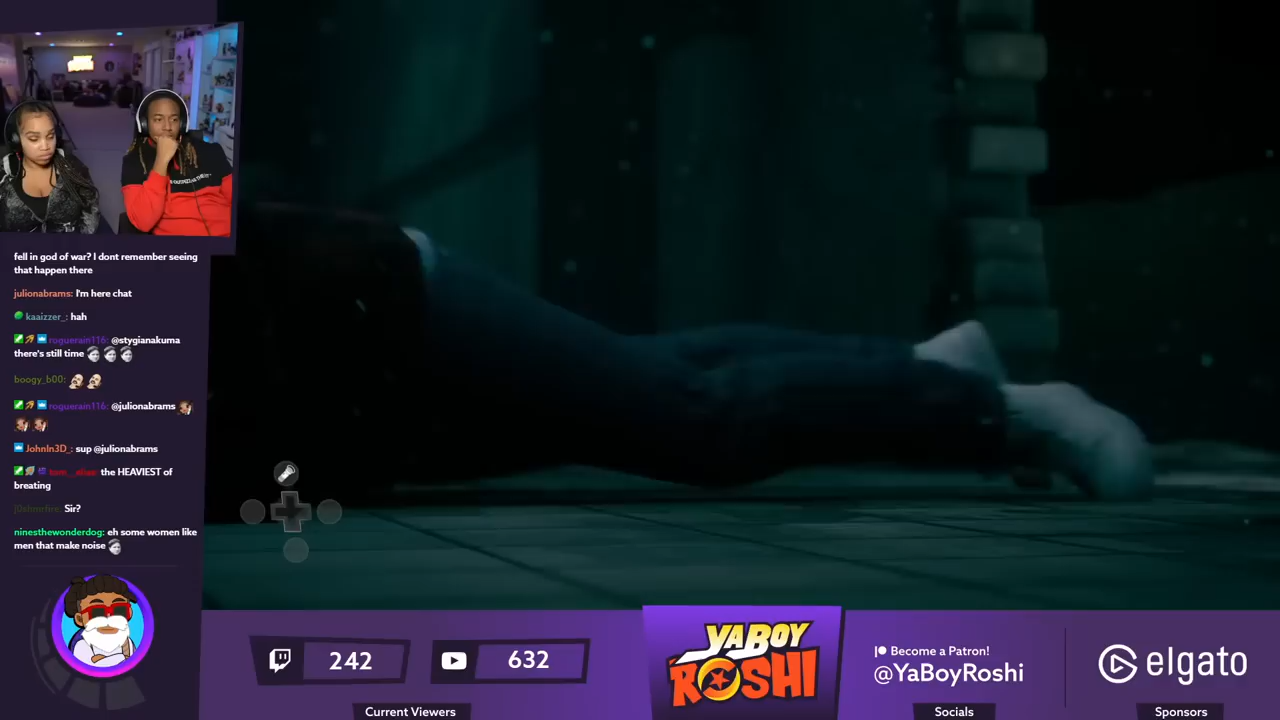 fell in god of war? I dont remember seeing
that happen there
julionabrams: I'm here chat
kaaizzer_: hah
roguerain116: @stygianakuma
there's still time
boogy_b00:
roguerain116: @julionabrams
JohnIn3D_: sup @julionabrams
the HEAVIEST of
breating
Sir?
ninesthewonderdog: eh some women like
men that make noise
242
632
Current Viewers
YABOY
ROSHI
Become a Patron!
@YaBoyRoshi
Socials
elgato
Sponsors